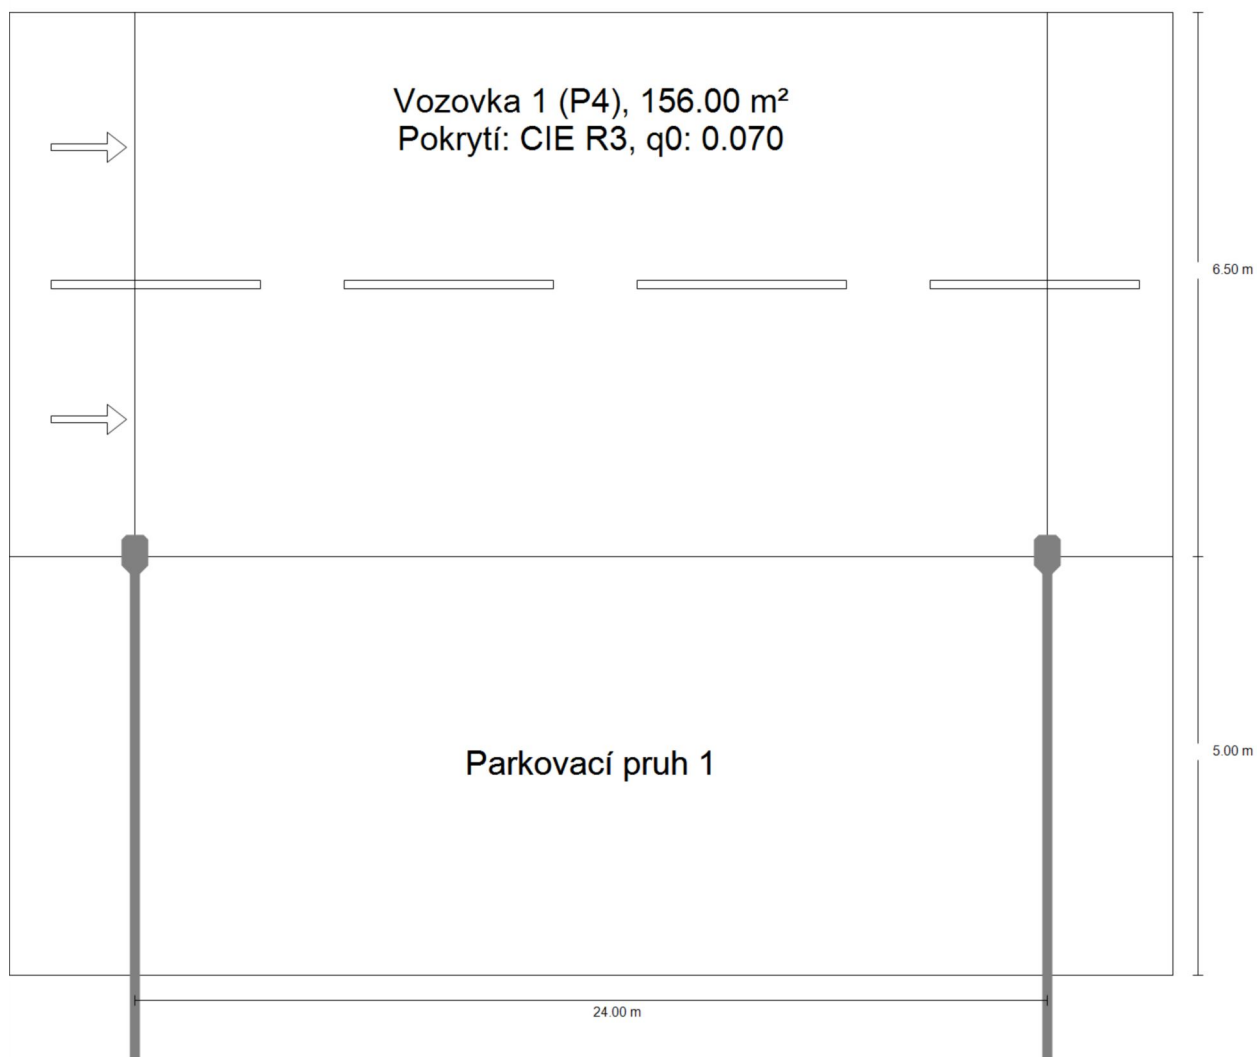 Vozovka 1 (P4), 156.00 m²
Pokrytí: CIE R3, q0: 0.070
6.50 m
Parkovací pruh 1
5.00 m
24.00 m